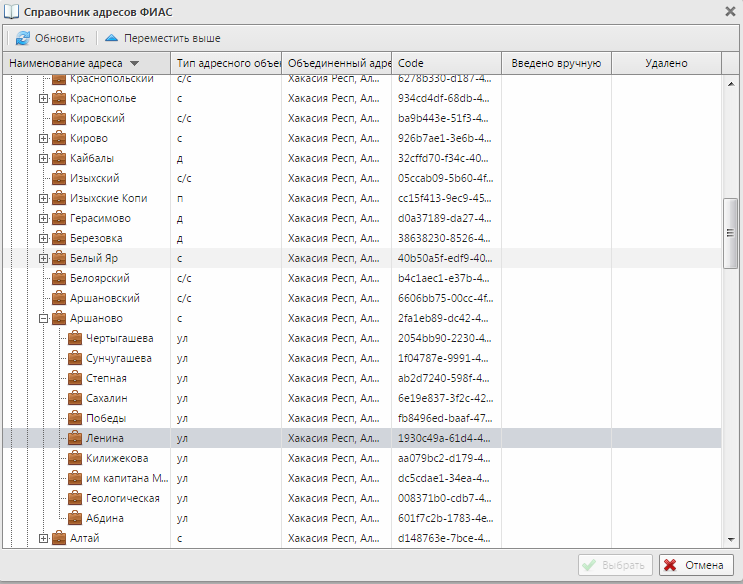 Справочник адресов ФИАС
Обновить Переместить выше
Наименование адреса Тип адресного объе Объединенный адре Code Введено вручную Удалено
Краснопольский с/с Хакасия Респ, Ал... 6278b330-d187-4...
Краснополье с Хакасия Респ, Ал... 934cd4df-68db-4...
Кировский с/с Хакасия Респ, Ал... ba9b443e-51f3-4...
Кирово с Хакасия Респ, Ал... 926b7ae1-3e6b-4...
Кайбалы д Хакасия Респ, Ал... 32cffd70-f34c-40...
Изыхский с/с Хакасия Респ, Ал... 05ccab09-5b60-4f...
Изыхские Копи п Хакасия Респ, Ал... cc15f413-9ec9-45...
Герасимово д Хакасия Респ, Ал... d0a37189-da27-4...
Березовка д Хакасия Респ, Ал... 38638230-8526-4...
Белый Яр с Хакасия Респ, Ал... 40b50a5f-edf9-40...
Белоярский с/с Хакасия Респ, Ал... b4c1aec1-e37b-4...
Аршановский с/с Хакасия Респ, Ал... 6606bb75-00cc-4f...
Аршаново с Хакасия Респ, Ал... 2fa1eb89-dc42-4...
Чертыгашева ул Хакасия Респ, Ал... 2054bb90-2230-4...
Сунчугашева ул Хакасия Респ, Ал... 1f04787e-9991-4...
Степная ул Хакасия Респ, Ал... ab2d7240-598f-4...
Сахалин ул Хакасия Респ, Ал... 6e19e837-3f2c-42...
Победы ул Хакасия Респ, Ал... fb8496ed-baaf-47...
Ленина ул Хакасия Респ, Ал... 1930c49a-61d4-4...
Килижекова ул Хакасия Респ, Ал... aa079bc2-d179-4...
им капитана М... ул Хакасия Респ, Ал... dc5cdae1-34ea-4...
Геологическая ул Хакасия Респ, Ал... 008371b0-cdb7-4...
Абдина ул Хакасия Респ, Ал... 601f7c2b-1783-4e...
Алтай с Хакасия Респ, Ал... d148763e-7bce-4...
Выбрать Отмена